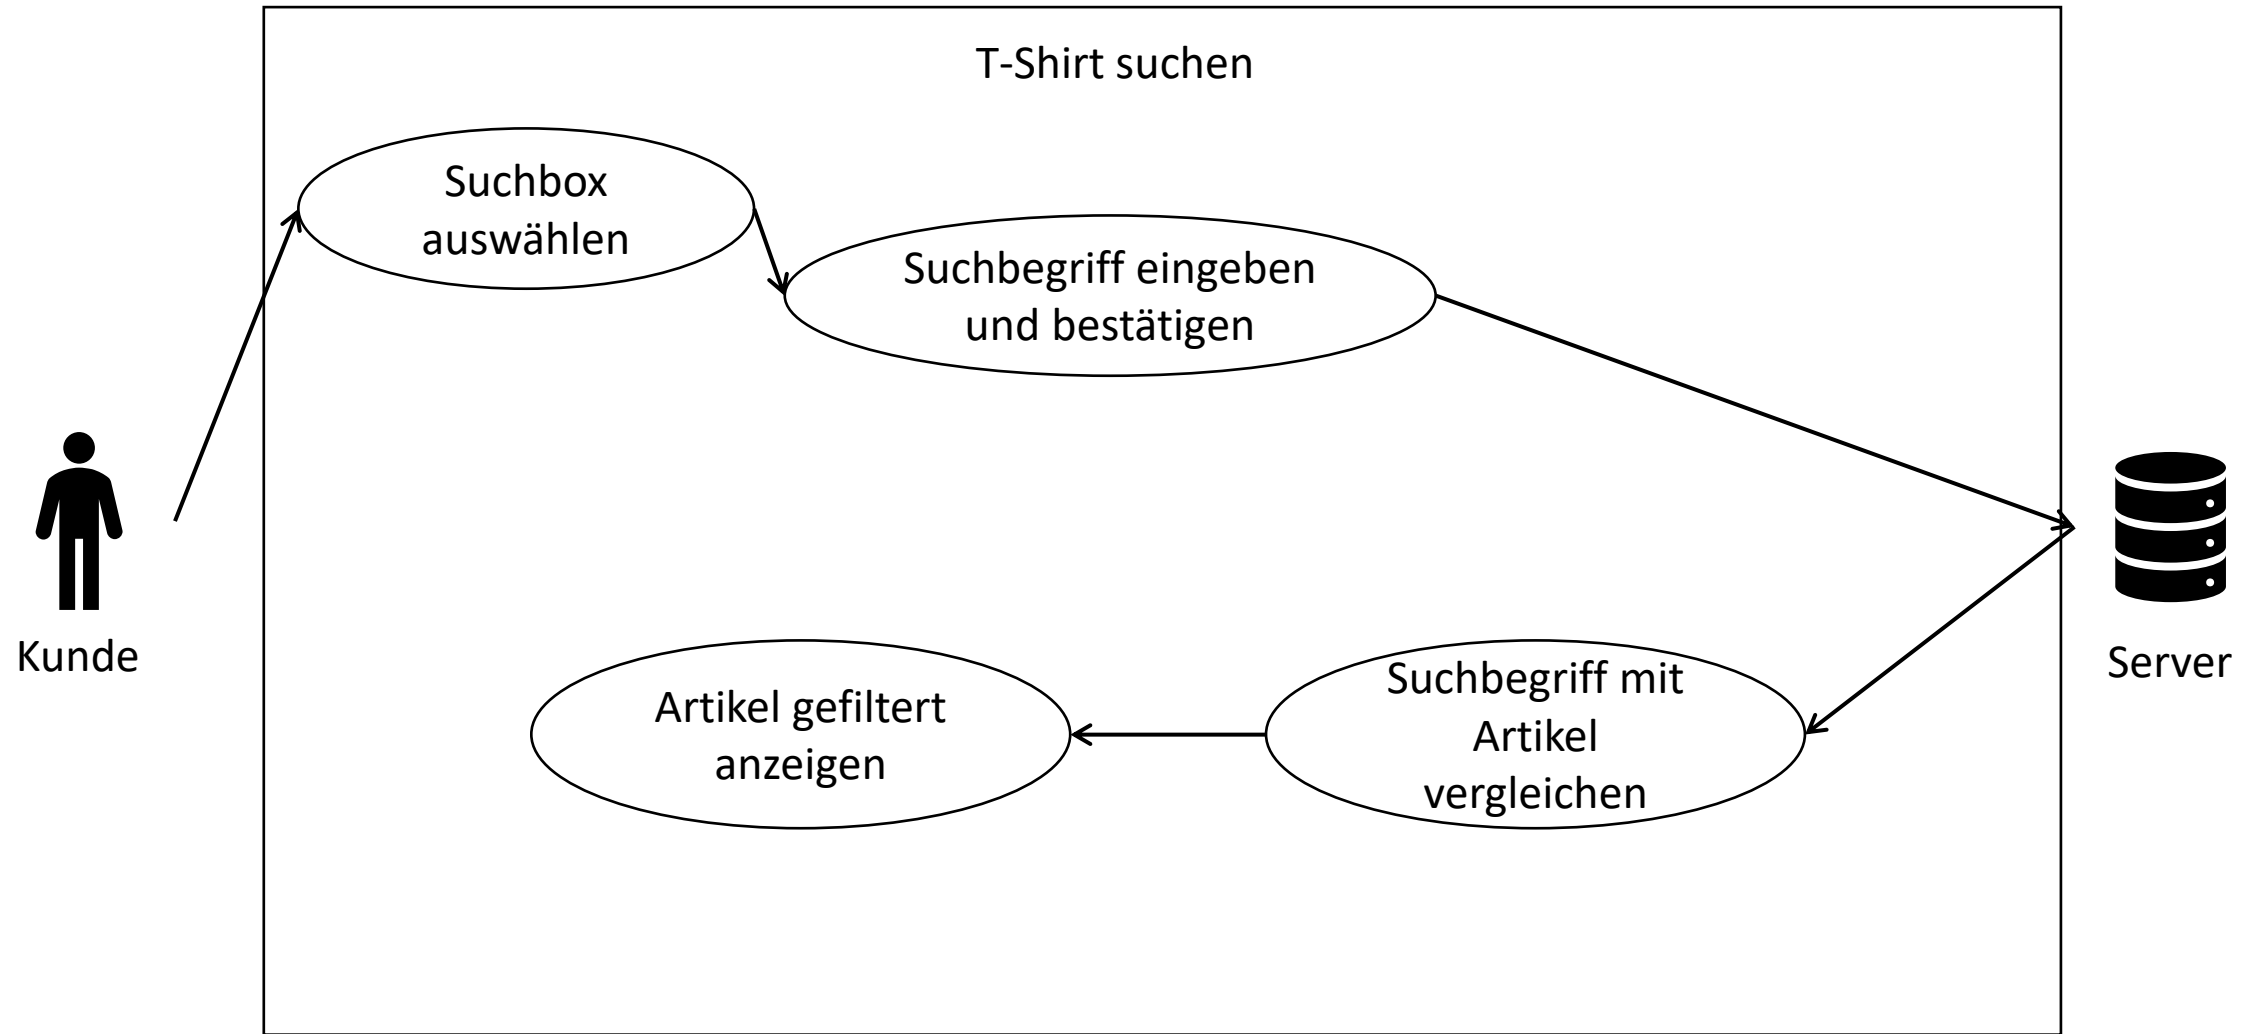 T-Shirt suchen
Suchbox
auswählen
Suchbegriff eingeben
und bestätigen
Kunde
Server
Artikel gefiltert
anzeigen
Suchbegriff mit
Artikel
vergleichen